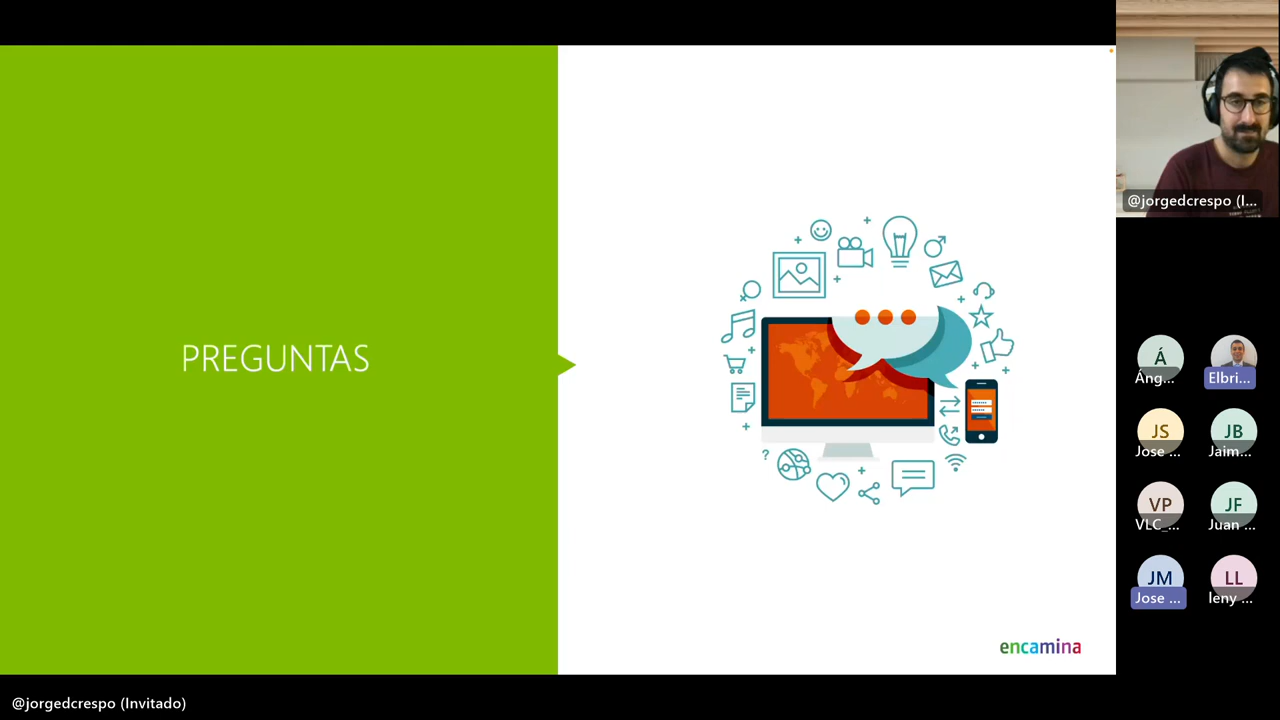 PREGUNTAS
?
encamina
@jorgedcrespo (I...
Á
Áng...
Elbri...
JS
Jose ...
JB
Jaim...
VP
VLC_...
JF
Juan ...
JM
Jose ...
LL
leny ...
@jorgedcrespo (Invitado)